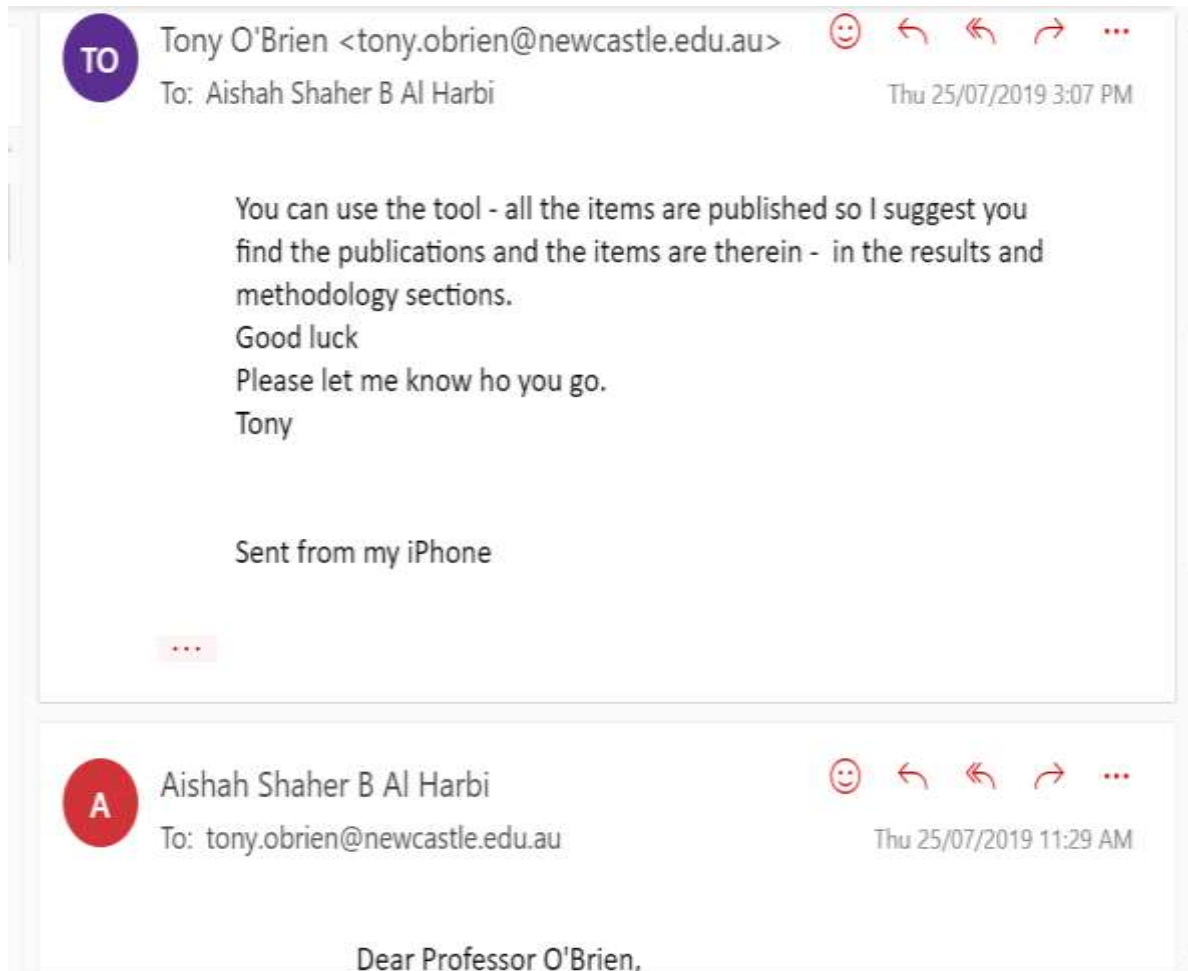 TO
Tony O'Brien <tony.obrien@newcastle.edu.au>
To: Aishah Shaher B Al Harbi
Thu 25/07/2019 3:07 PM
You can use the tool - all the items are published so I suggest you
find the publications and the items are therein - in the results and
methodology sections.
Good luck
Please let me know ho you go.
Tony
Sent from my iPhone
...
A
Aishah Shaher B Al Harbi
To: tony.obrien@newcastle.edu.au
Thu 25/07/2019 11:29 AM
Dear Professor O'Brien,